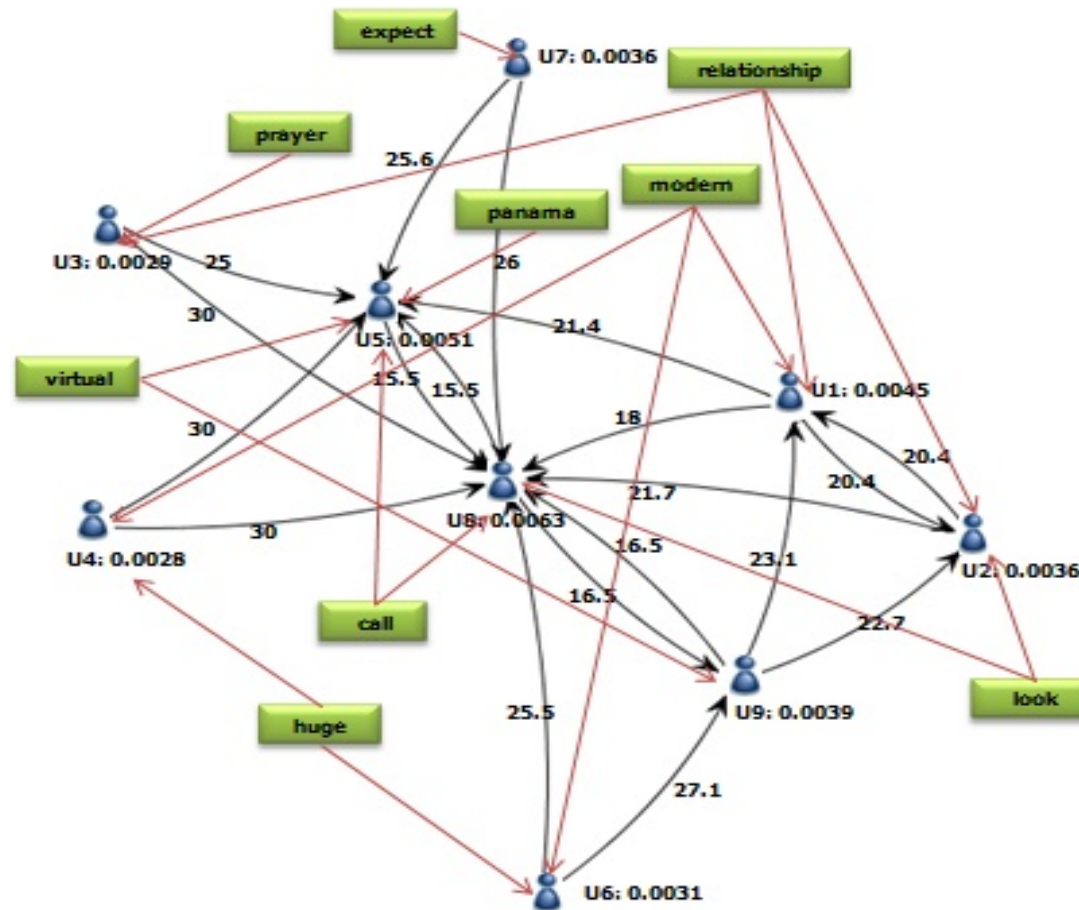 expect
U7: 0.0036
relationship
prayer
25.6
modern
panama
U3: 0.0029
25
26
30
21.4
U5: 0.0051
virtual
15.5
15.5
U1: 0.0045
18
30
20.4
20.4
21.7
U8: 0.0063
30
U4: 0.0028
16.5
23.1
U2: 0.0036
16.5
call
22.7
look
25.5
U9: 0.0039
huge
27.1
U6: 0.0031